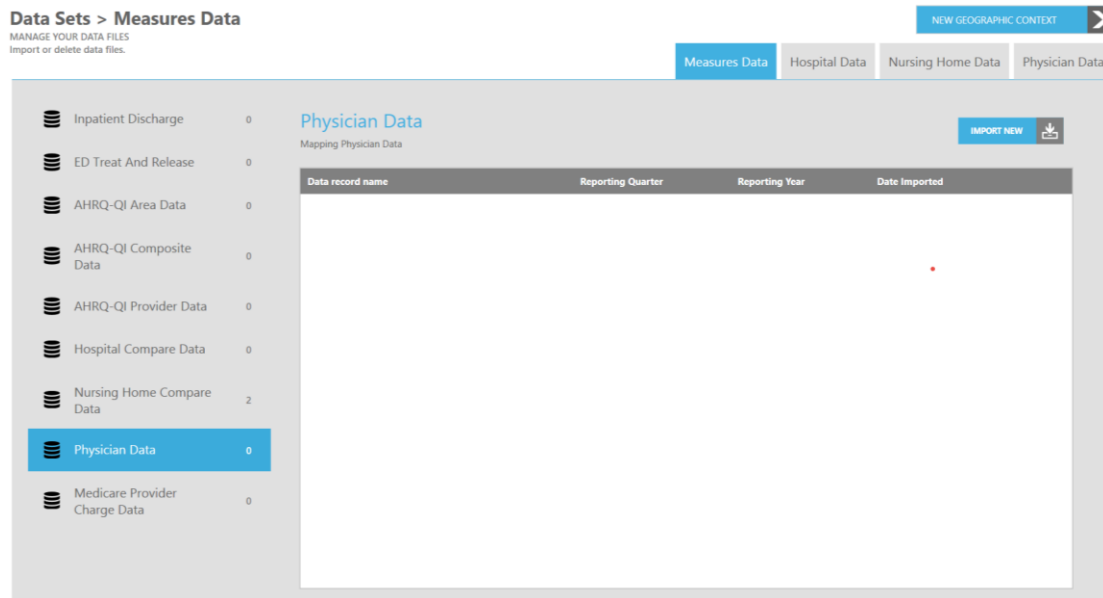 Data Sets > Measures Data
MANAGE YOUR DATA FILES
Import or delete data files.
NEW GEOGRAPHIC CONTEXT
Measures Data
Hospital Data
Nursing Home Data
Physician Data
Inpatient Discharge 0
ED Treat And Release 0
AHRQ-QI Area Data 0
AHRQ-QI Composite
Data 0
AHRQ-QI Provider Data 0
Hospital Compare Data 0
Nursing Home Compare
Data 2
Physician Data 0
Medicare Provider
Charge Data 0
Physician Data
Mapping Physician Data
IMPORT NEW
Data record name Reporting Quarter Reporting Year Date Imported